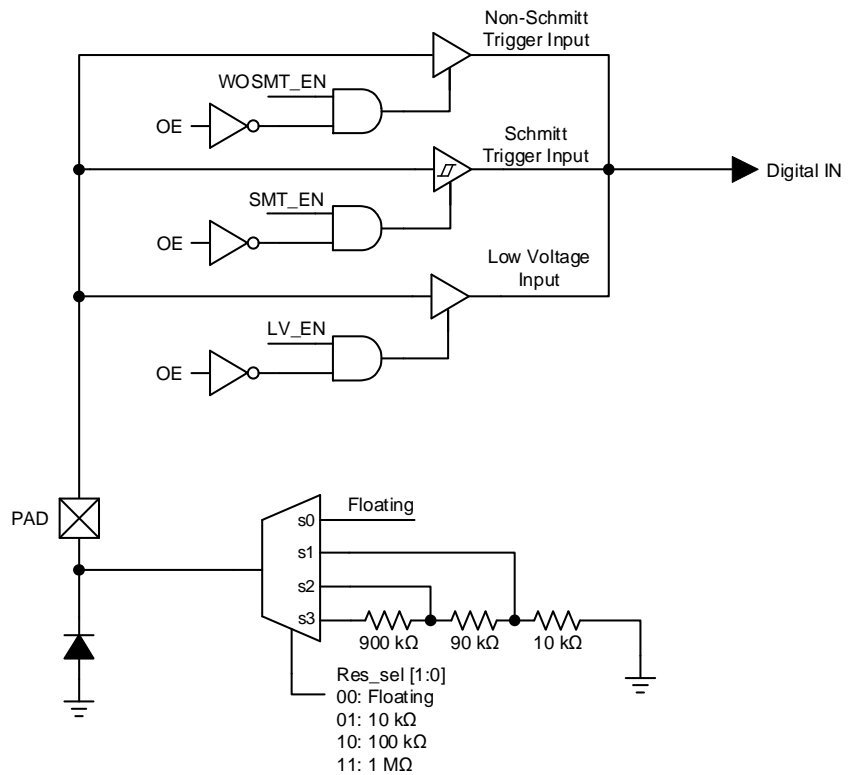 Non-Schmitt
Trigger Input
WOSMT_EN
OE
Schmitt
Trigger Input
Digital IN
SMT_EN
OE
Low Voltage
Input
LV_EN
OE
PAD
Floating
s0
s1
s2
s3
900 kΩ
90 kΩ
10 kΩ
Res_sel [1:0]
00: Floating
01: 10 kΩ
10: 100 kΩ
11: 1 MΩ